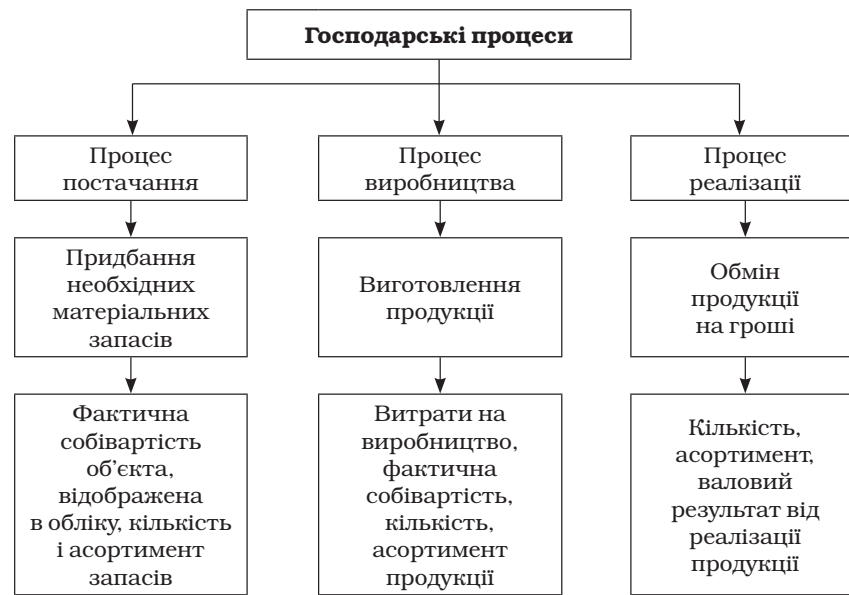 Господарські процеси
Процес
постачання
Процес
виробництва
Процес
реалізації
Придбання
необхідних
матеріальних
запасів
Виготовлення
продукції
Обмін
продукції
на гроші
Фактична
собівартість
об’єкта,
відображена
в обліку, кількість
і асортимент
запасів
Витрати на
виробництво,
фактична
собівартість,
кількість,
асортимент
продукції
Кількість,
асортимент,
валовий
результат від
реалізації
продукції